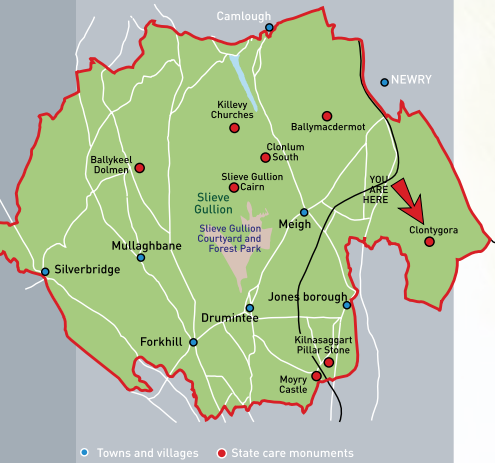 Camlough
NEWRY
Killevy
Churches
Ballymacdermot
Clonlum
South
Ballykeel
Dolmen
Slieve Gullion
Cairn
YOU
ARE
HERE
Slieve
Gullion
Slieve Gullion
Courtyard and
Forest Park
Meigh
Clontygora
Mullaghbane
Silverbridge
Jones borough
Drumintee
Forkhill
Kilnasaggart
Pillar Stone
Moyry
Castle
Towns and villages
State care monuments